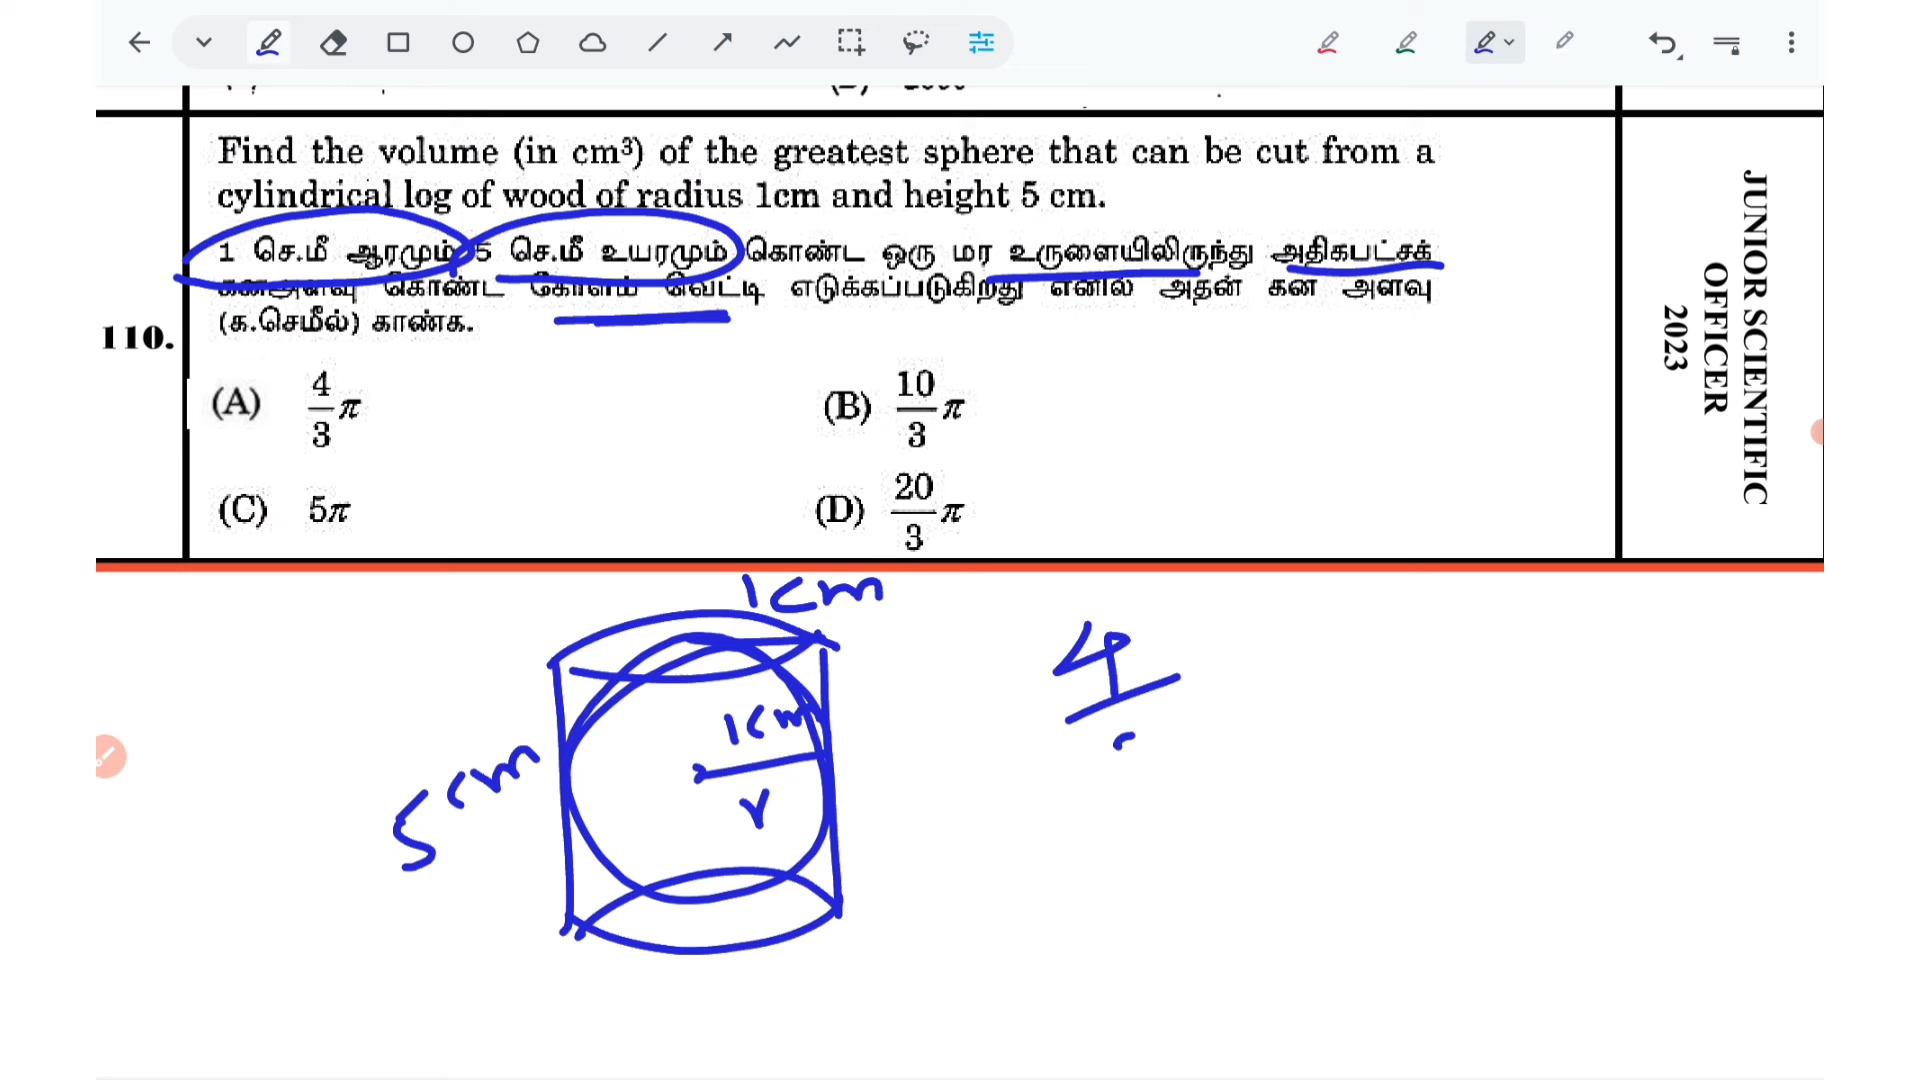 Find the volume (in cm³) of the greatest sphere that can be cut from a
cylindrical log of wood of radius 1cm and height 5 cm.
1 செ.மீ ஆரமும் 5 செ.மீ உயரமும் கொண்ட ஒரு மர உருளையிலிருந்து அதிகபட்சக்
கனஅளவு கொண்ட கோளம் வெட்டி எடுக்கப்படுகிறது எனில் அதன் கன அளவு
(க.செமீல்) காண்க.
110.
(A) 4/3 π
(B) 10/3 π
(C) 5π
(D) 20/3 π
JUNIOR SCIENTIFIC
OFFICER
2023
1cm
1cm
r
5cm
4